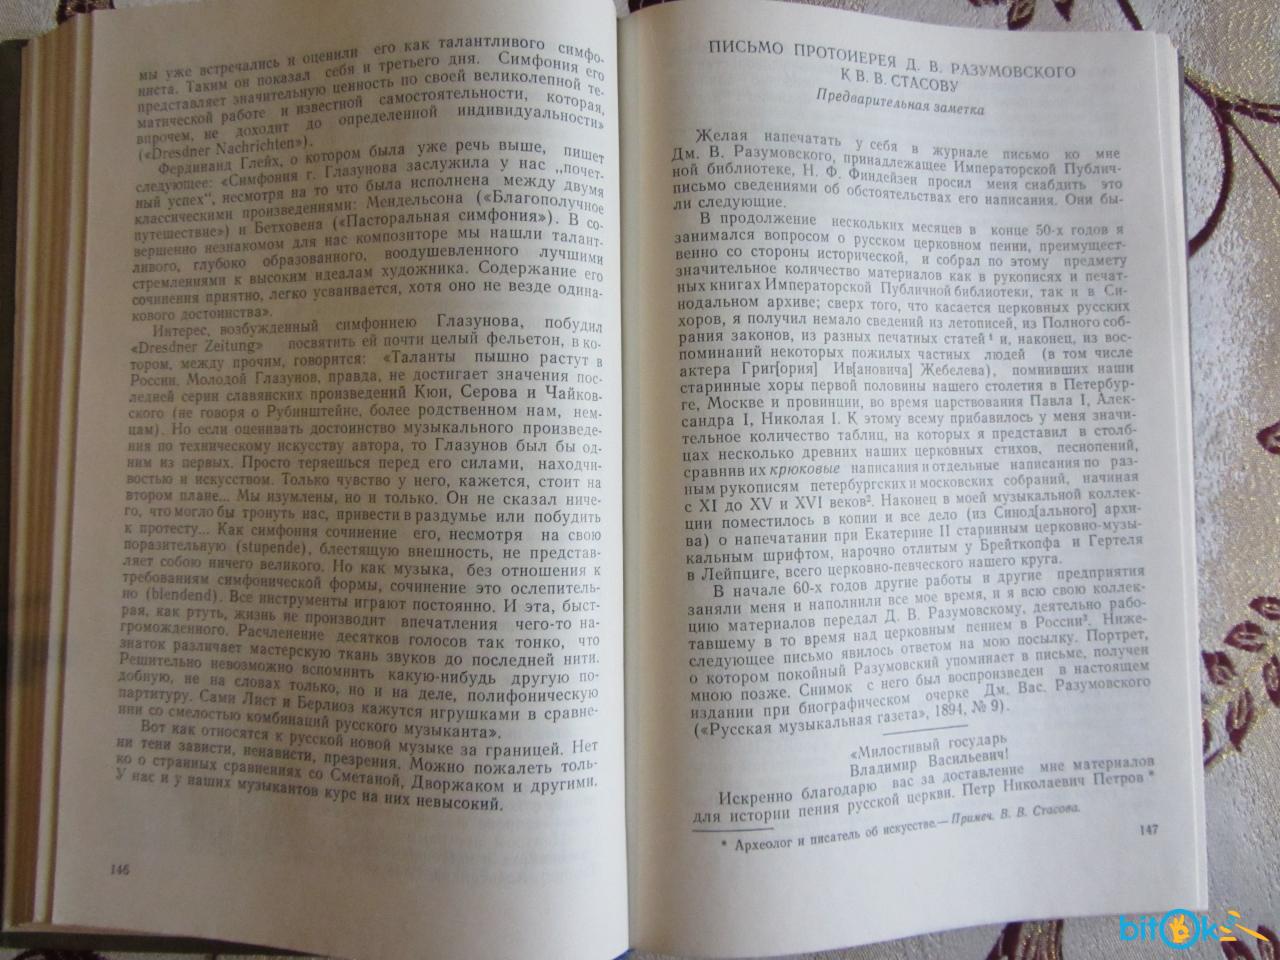 мы уже встречались и оценили его как талантливого симфо-
ниста. Таким он показал себя и третьего дня. Симфония его
представляет значительную ценность по своей великолепной те-
матической работе и известной самостоятельности, которая,
впрочем, не доходит до определенной индивидуальности»
(«Dresdner Nachrichten»).
Фердинанд Глейх, о котором была уже речь выше, пишет
следующее: «Симфония г. Глазунова заслужила у нас „почет-
ный успех“, несмотря на то что была исполнена между двумя
классическими произведениями: Мендельсона («Благополучное
путешествие») и Бетховена («Пасторальная симфония»). В со-
вершенно незнакомом для нас композиторе мы нашли талант-
ливого, глубоко образованного, воодушевленного лучшими
стремлениями к высоким идеалам художника. Содержание его
сочинения приятно, легко усваивается, хотя оно не везде одина-
кового достоинства».
Интерес, возбужденный симфониею Глазунова, побудил
«Dresdner Zeitung» посвятить ей почти целый фельетон, в ко-
тором, между прочим, говорится: «Таланты пышно растут в
России. Молодой Глазунов, правда, не достигает значения пос-
ледней серии славянских произведений Кюи, Серова и Чайков-
ского (не говоря о Рубинштейне, более родственном нам, нем-
цам). Но если оценивать достоинство музыкального произведе-
ния по техническому искусству автора, то Глазунов был бы од-
ним из первых. Просто теряешься перед его силами, находчи-
востью и искусством. Только чувство у него, кажется, стоит на
втором плане... Мы изумлены, но и только. Он не сказал ниче-
го, что могло бы тронуть нас, привести в раздумье или побудить
к протесту... Как симфония сочинение его, несмотря на свою
поразительную (stupende), блестящую внешность, не представ-
ляет собою ничего великого. Но как музыка, без отношения к
требованиям симфонической формы, сочинение это ослепитель-
но (blendend). Все инструменты играют постоянно. И эта, быст-
рая, как ртуть, жизнь не производит впечатления чего-то на-
громожденного. Расчленение десятков голосов так тонко, что
знаток различает мастерскую ткань звуков до последней нити.
Решительно невозможно вспомнить какую-нибудь другую по-
добную, не на словах только, но и на деле, полифоническую
партитуру. Сами Лист и Берлиоз кажутся игрушками в сравне-
нии со смелостью комбинаций русского музыканта».
Вот как относятся к русской новой музыке за границей. Нет
ни тени зависти, ненависти, презрения. Можно пожалеть толь-
ко о странных сравнениях со Сметаной, Дворжаком и другими.
У нас и у наших музыкантов курс на них невысокий.
146
ПИСЬМО ПРОТОИЕРЕЯ Д. В. РАЗУМОВСКОГО
К В. В. СТАСОВУ
Предварительная заметка
Желая напечатать у себя в журнале письмо ко мне
Дм. В. Разумовского, принадлежащее Императорской Публич-
ной библиотеке, Н. Ф. Финдейзен просил меня снабдить это
письмо сведениями об обстоятельствах его написания. Они бы-
ли следующие.
В продолжение нескольких месяцев в конце 50-х годов я
занимался вопросом о русском церковном пении, преимущест-
венно со стороны исторической, и собрал по этому предмету
значительное количество материалов как в рукописях и печат-
ных книгах Императорской Публичной библиотеки, так и в Си-
нодальном архиве; сверх того, что касается церковных русских
хоров, я получил немало сведений из летописей, из Полного соб-
рания законов, из разных печатных статей¹ и, наконец, из вос-
поминаний некоторых пожилых частных людей (в том числе
актера Григ[ория] Ив[ановича] Жебелева), помнивших наши
старинные хоры первой половины нашего столетия в Петербур-
ге, Москве и провинции, во время царствования Павла I, Алек-
сандра I, Николая I. К этому всему прибавилось у меня значи-
тельное количество таблиц, на которых я представил в столб-
цах несколько древних наших церковных стихов, песнопений,
сравнив их крюковые написания и отдельные написания по раз-
ным рукописям петербургских и московских собраний, начиная
с XI до XV и XVI веков². Наконец в моей музыкальной коллек-
ции поместилось в копии и все дело (из Синод[ального] архи-
ва) о напечатании при Екатерине II старинным церковно-музы-
кальным шрифтом, нарочно отлитым у Брейткопфа и Гертеля
в Лейпциге, всего церковно-певческого нашего круга.
В начале 60-х годов другие работы и другие предприятия
заняли меня и наполнили все мое время, и я всю свою коллек-
цию материалов передал Д. В. Разумовскому, деятельно рабо-
тавшему в то время над церковным пением в России³. Ниже-
следующее письмо явилось ответом на мою посылку. Портрет,
о котором покойный Разумовский упоминает в письме, получен
мною позже. Снимок с него был воспроизведен в настоящем
издании при биографическом очерке Дм. Вас. Разумовского
(«Русская музыкальная газета», 1894, № 9).
«Милостивый государь
Владимир Васильевич!
Искренно благодарю вас за доставление мне материалов
для истории пения русской церкви. Петр Николаевич Петров *
* Археолог и писатель об искусстве.— Примеч. В. В. Стасова.
147
bitOk